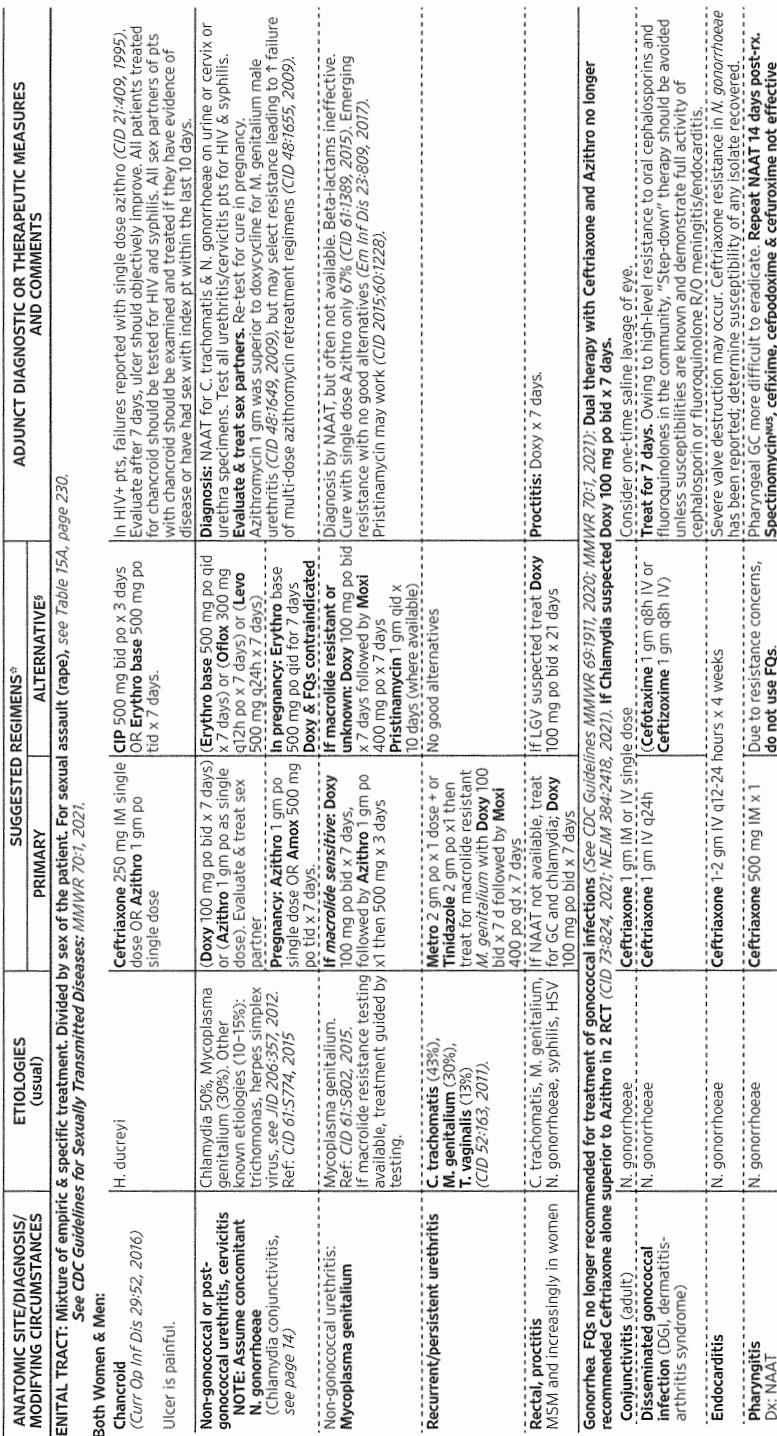 ANATOMIC SITE/DIAGNOSIS/
MODIFYING CIRCUMSTANCES
ETIOLOGIES
(usual)
SUGGESTED REGIMENS*
PRIMARY
ALTERNATIVE§
ADJUNCT DIAGNOSTIC OR THERAPEUTIC MEASURES
AND COMMENTS
ENITAL TRACT: Mixture of empiric & specific treatment. Divided by sex of the patient. For sexual assault (rape), see Table 15A, page 230.
See CDC Guidelines for Sexually Transmitted Diseases: MMWR 70:1, 2021.
Both Women & Men:
Chancroid
(Curr Op Inf Dis 29:52, 2016)
Ulcer is painful.
H. ducreyi
Ceftriaxone 250 mg IM single
dose OR Azithro 1 gm po
single dose
CIP 500 mg bid po x 3 days
OR Erythro base 500 mg po
tid x 7 days.
In HIV+ pts, failures reported with single dose azithro (CID 21:409, 1995).
Evaluate after 7 days, ulcer should objectively improve. All patients treated
for chancroid should be tested for HIV and syphilis. All sex partners of pts
with chancroid should be examined and treated if they have evidence of
disease or have had sex with index pt within the last 10 days.
Non-gonococcal or post-
gonococcal urethritis, cervicitis
NOTE: Assume concomitant
N. gonorrhoeae
(Chlamydia conjunctivitis,
see page 14)
Chlamydia 50%, Mycoplasma
genitalium (30%). Other
known etiologies (10–15%):
trichomonas, herpes simplex
virus, see JID 206:357, 2012.
Ref: CID 61:S774, 2015
(Doxy 100 mg po bid x 7 days)
or (Azithro 1 gm po as single
dose). Evaluate & treat sex
partner
Pregnancy: Azithro 1 gm po
single dose OR Amox 500 mg
po tid x 7 days.
(Erythro base 500 mg po qid
x 7 days) or (Oflox 300 mg
q12h po x 7 days) or (Levo
500 mg q24h x 7 days)
In pregnancy: Erythro base
500 mg po qid for 7 days
Doxy & FQs contraindicated
Diagnosis: NAAT for C. trachomatis & N. gonorrhoeae on urine or cervix or
urethra specimens. Test all urethritis/cervicitis pts for HIV & syphilis.
Evaluate & treat sex partners. Re-test for cure in pregnancy.
Azithromycin 1 gm was superior to doxycycline for M. genitalium male
urethritis (CID 48:1649, 2009), but may select resistance leading to ↑ failure
of multi-dose azithromycin retreatment regimens (CID 48:1655, 2009).
Non-gonococcal urethritis:
Mycoplasma genitalium
Mycoplasma genitalium.
Ref: CID 61:S802, 2015.
If macrolide resistance testing
available, treatment guided by
testing.
If macrolide sensitive: Doxy
100 mg po bid x 7 days,
followed by Azithro 1 gm po
x1 then 500 mg x 3 days
If macrolide resistant or
unknown: Doxy 100 mg po bid
x 7 days followed by Moxi
400 mg po x 7 days
Pristinamycin 1 gm qid x
10 days (where available)
Diagnosis by NAAT, but often not available. Beta-lactams ineffective.
Cure with single dose Azithro only 67% (CID 61:1389, 2015). Emerging
resistance with no good alternatives (Em Inf Dis 23:809, 2017).
Pristinamycin may work (CID 2015;60:1228).
Recurrent/persistent urethritis
C. trachomatis (43%),
M. genitalium (30%),
T. vaginalis (13%)
(CID 52:163, 2011).
Metro 2 gm po x 1 dose + or
Tinidazole 2 gm po x1 then
treat for macrolide resistant
M. genitalium with Doxy 100
bid x 7 d followed by Moxi
400 po qd x 7 days
No good alternatives
Rectal, proctitis
MSM and increasingly in women
C. trachomatis, M. genitalium,
N. gonorrhoeae, syphilis, HSV
If NAAT not available, treat
for GC and chlamydia; Doxy
100 mg po bid x 7 days
If LGV suspected treat Doxy
100 mg po bid x 21 days
Proctitis: Doxy x 7 days.
Gonorrhea. FQs no longer recommended for treatment of gonococcal infections (See CDC Guidelines MMWR 69:1911, 2020; MMWR 70:1, 2021): Dual therapy with Ceftriaxone and Azithro no longer
recommended Ceftriaxone alone superior to Azithro in 2 RCT (CID 73:824, 2021; NEJM 384:2418, 2021). If Chlamydia suspected Doxy 100 mg po bid x 7 days.
Conjunctivitis (adult)
N. gonorrhoeae
Ceftriaxone 1 gm IM or IV single dose
Consider one-time saline lavage of eye.
Disseminated gonococcal
infection (DGI, dermatitis-
arthritis syndrome)
N. gonorrhoeae
Ceftriaxone 1 gm IV q24h
(Cefotaxime 1 gm q8h IV or
Ceftizoxime 1 gm q8h IV)
Treat for 7 days. Owing to high-level resistance to oral cephalosporins and
fluoroquinolones in the community, "Step-down" therapy should be avoided
unless susceptibilities are known and demonstrate full activity of
cephalosporin or fluoroquinolone R/O meningitis/endocarditis.
Endocarditis
N. gonorrhoeae
Ceftriaxone 1-2 gm IV q12-24 hours x 4 weeks
Severe valve destruction may occur. Ceftriaxone resistance in N. gonorrhoeae
has been reported; determine susceptibility of any isolate recovered.
Pharyngitis
Dx: NAAT
N. gonorrhoeae
Ceftriaxone 500 mg IM x 1
Due to resistance concerns,
do not use FQs.
Pharyngeal GC more difficult to eradicate. Repeat NAAT 14 days post-rx.
Spectinomycin NUS, cefixime, cefpodoxime & cefuroxime not effective